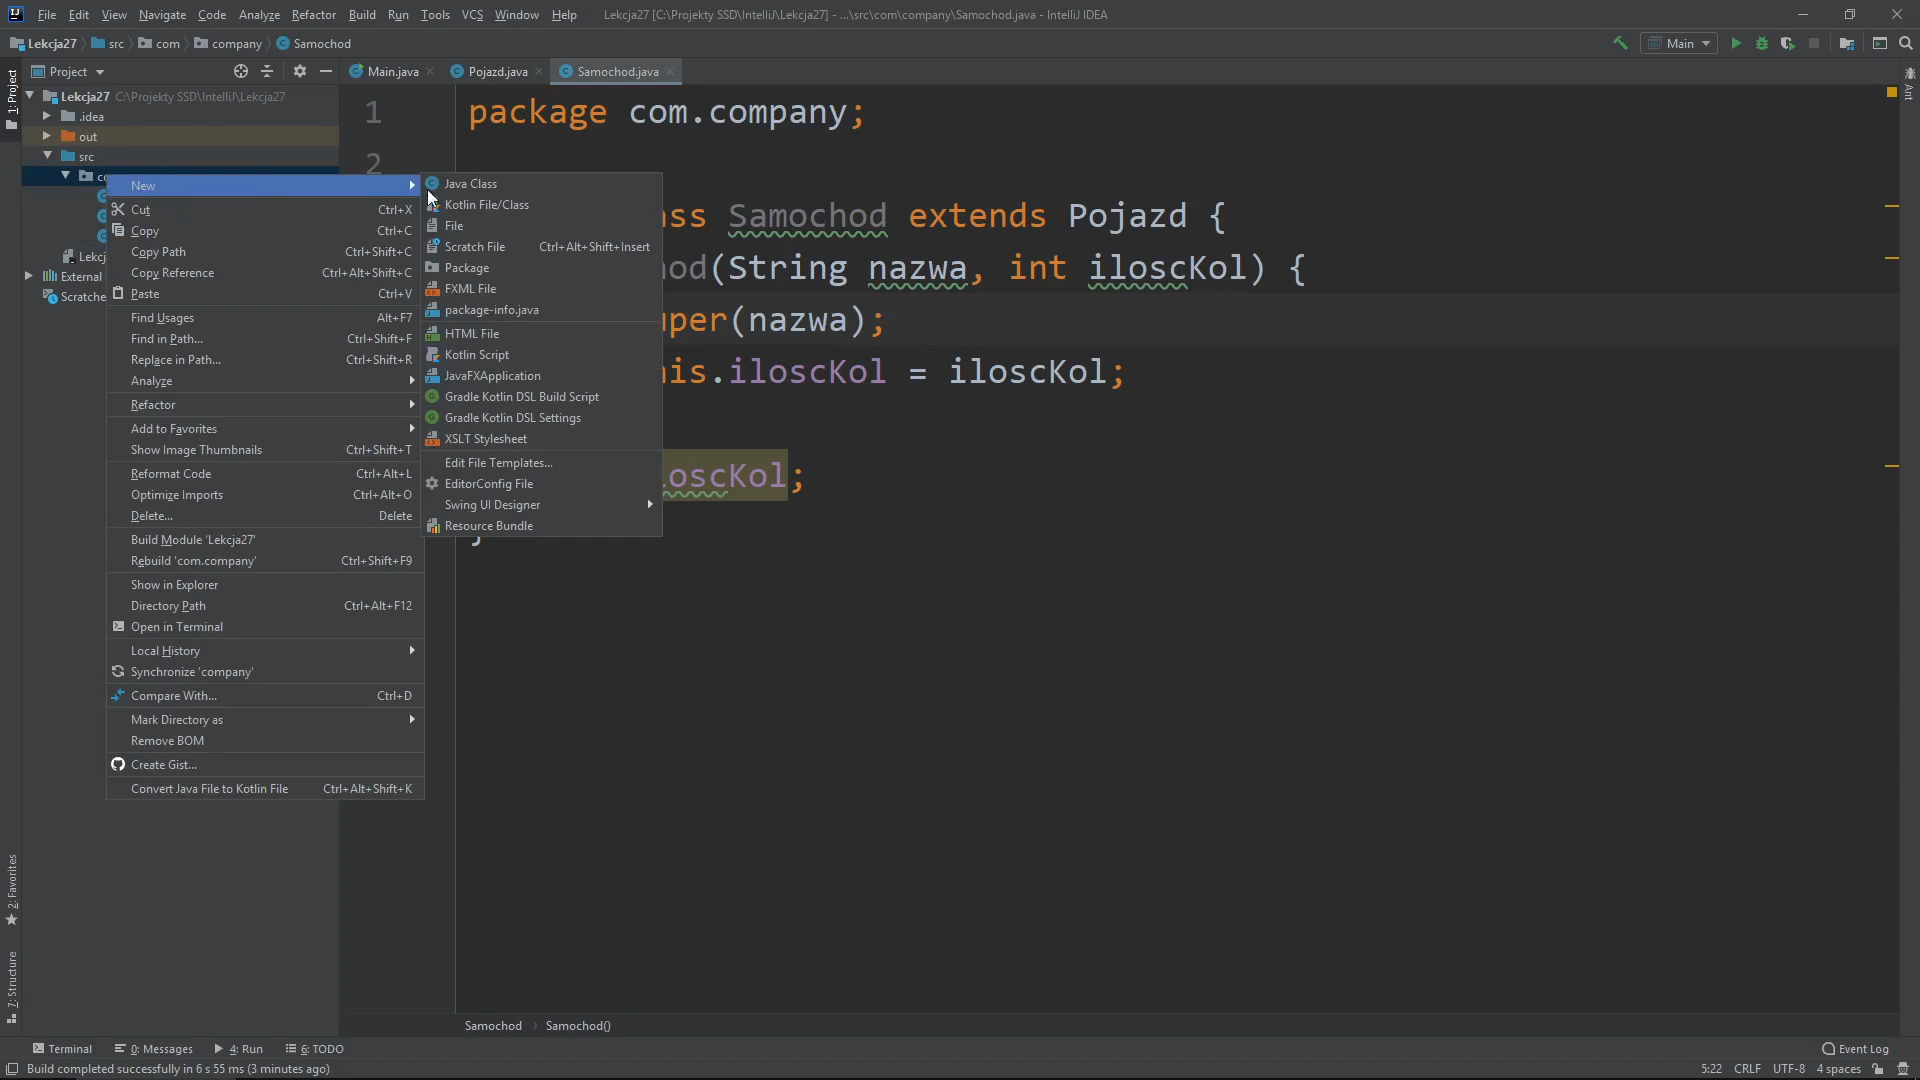 File Edit View Navigate Code Analyze Refactor Build Run Tools VCS Window Help Lekcja27 [C:\Projekty SSD\IntelliJ\Lekcja27] - ...\src\com\company\Samochod.java - IntelliJ IDEA
Lekcja27 src com company Samochod Main
Project Main.java Pojazd.java Samochod.java
1: Project
Ant
Lekcja27 C:\Projekty SSD\IntelliJ\Lekcja27
.idea
out
src
1 package com.company;
2
ass Samochod extends Pojazd {
od(String nazwa, int iloscKol) {
per(nazwa);
is.iloscKol = iloscKol;
oscKol;
}
New
Cut Ctrl+X
Copy Ctrl+C
Copy Path Ctrl+Shift+C
Copy Reference Ctrl+Alt+Shift+C
Paste Ctrl+V
Find Usages Alt+F7
Find in Path... Ctrl+Shift+F
Replace in Path... Ctrl+Shift+R
Analyze
Refactor
Add to Favorites
Show Image Thumbnails Ctrl+Shift+T
Reformat Code Ctrl+Alt+L
Optimize Imports Ctrl+Alt+O
Delete... Delete
Build Module 'Lekcja27'
Rebuild 'com.company' Ctrl+Shift+F9
Show in Explorer
Directory Path Ctrl+Alt+F12
Open in Terminal
Local History
Synchronize 'company'
Compare With... Ctrl+D
Mark Directory as
Remove BOM
Create Gist...
Convert Java File to Kotlin File Ctrl+Alt+Shift+K
Java Class
Kotlin File/Class
File
Scratch File Ctrl+Alt+Shift+Insert
Package
FXML File
package-info.java
HTML File
Kotlin Script
JavaFXApplication
Gradle Kotlin DSL Build Script
Gradle Kotlin DSL Settings
XSLT Stylesheet
Edit File Templates...
EditorConfig File
Swing UI Designer
Resource Bundle
Lekcj
External
Scratche
2: Favorites
7: Structure
Samochod Samochod()
Terminal 0: Messages 4: Run 6: TODO Event Log
Build completed successfully in 6 s 55 ms (3 minutes ago) 5:22 CRLF UTF-8 4 spaces